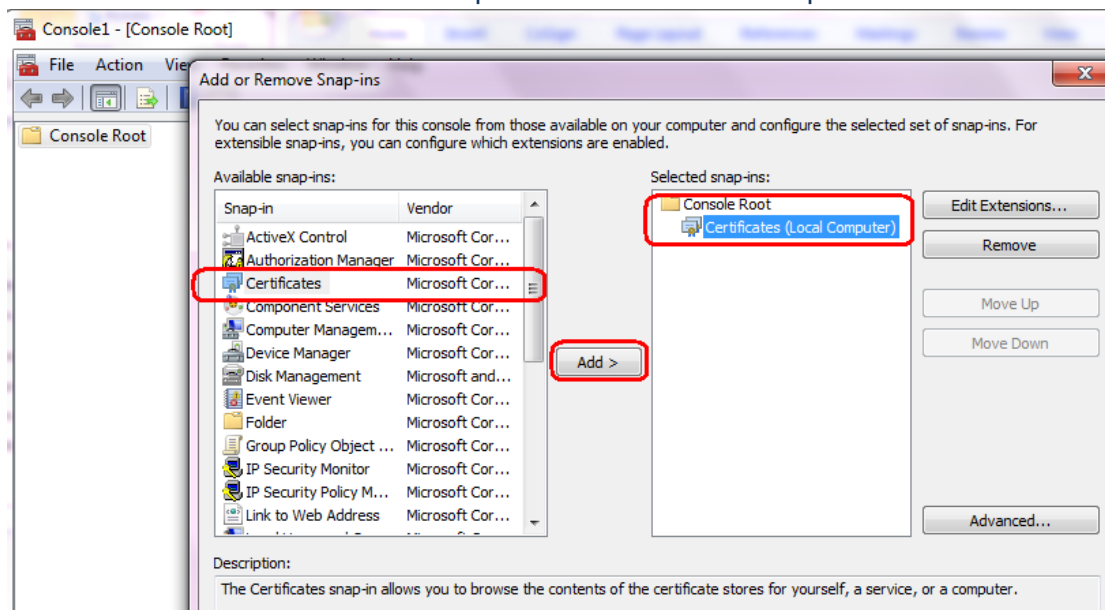 Console1 - [Console Root]
File Action
Add or Remove Snap-ins
You can select snap-ins for this console from those available on your computer and configure the selected set of snap-ins. For
extensible snap-ins, you can configure which extensions are enabled.
Available snap-ins:
Snap-in Vendor
ActiveX Control Microsoft Cor...
Authorization Manager Microsoft Cor...
Certificates Microsoft Cor...
Component Services Microsoft Cor...
Computer Managem... Microsoft Cor...
Device Manager Microsoft Cor...
Disk Management Microsoft and...
Event Viewer Microsoft Cor...
Folder Microsoft Cor...
Group Policy Object ... Microsoft Cor...
IP Security Monitor Microsoft Cor...
IP Security Policy M... Microsoft Cor...
Link to Web Address Microsoft Cor...
Add >
Selected snap-ins:
Console Root
Certificates (Local Computer)
Edit Extensions...
Remove
Move Up
Move Down
Advanced...
Console Root
Description:
The Certificates snap-in allows you to browse the contents of the certificate stores for yourself, a service, or a computer.